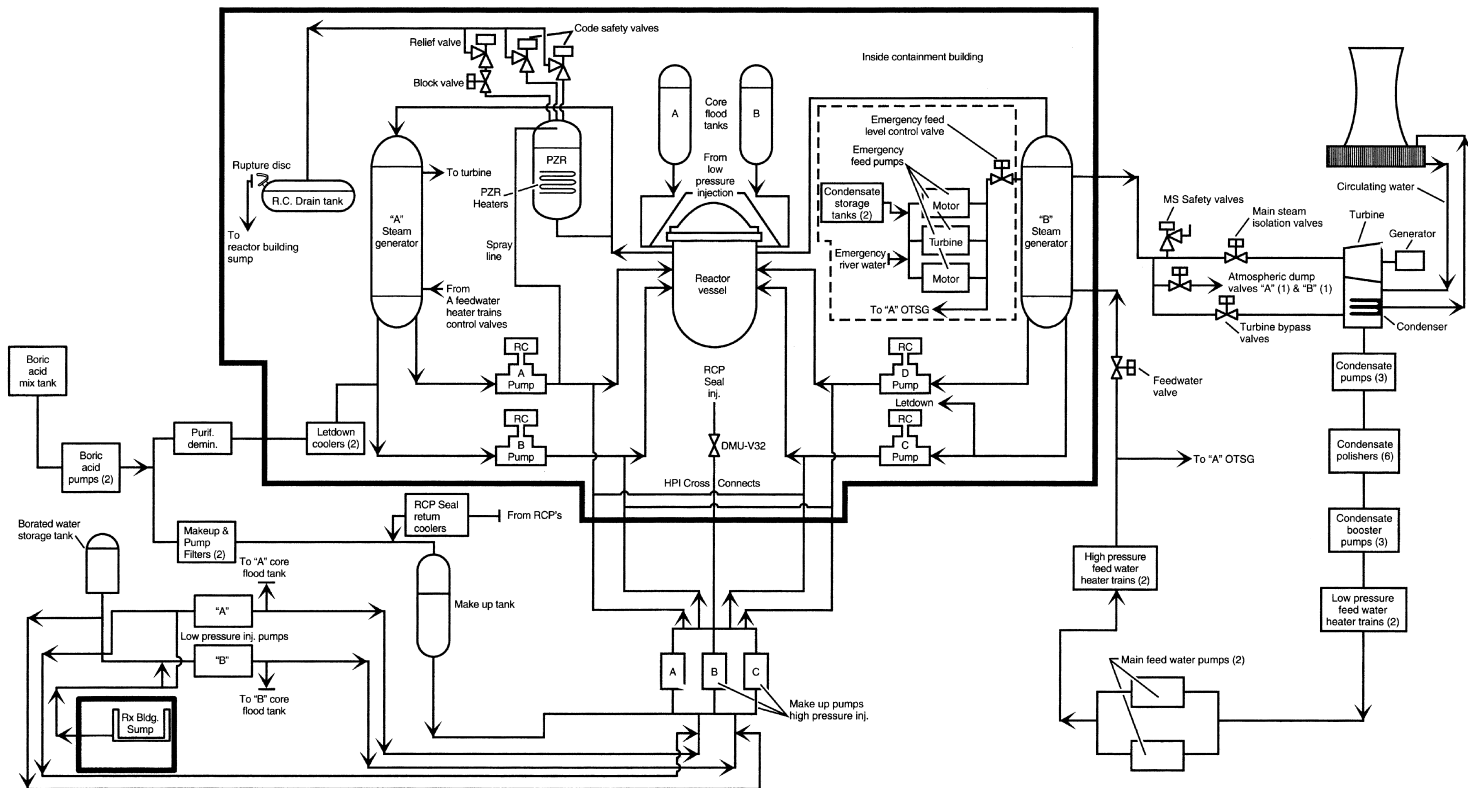 Relief valve
Code safety valves
Block valve
Inside containment building
A
Core
flood
tanks
B
Emergency feed
level control valve
Emergency
feed pumps
Rupture disc
R.C. Drain tank
To
reactor building
sump
To turbine
PZR
PZR
Heaters
From
low
pressure
injection
Condensate
storage
tanks (2)
Motor
Turbine
Motor
Emergency
river water
To “A” OTSG
“A”
Steam
generator
“B”
Steam
generator
Spray
line
Reactor
vessel
From
A feedwater
heater trains
control valves
Circulating water
MS Safety valves
Main steam
isolation valves
Turbine
Generator
Atmospheric dump
valves “A” (1) & “B” (1)
Turbine bypass
valves
Condenser
RC
A
Pump
RC
B
Pump
RCP
Seal
inj.
DMU-V32
RC
D
Pump
Letdown
RC
C
Pump
Feedwater
valve
Condensate
pumps (3)
Boric
acid
mix tank
Boric
acid
pumps (2)
Purif.
demin.
Letdown
coolers (2)
HPI Cross Connects
To “A” OTSG
Condensate
polishers (6)
RCP Seal
return
coolers
From RCP's
Borated water
storage tank
Makeup &
Pump
Filters (2)
To “A” core
flood tank
Make up tank
Condensate
booster
pumps (3)
High pressure
feed water
heater trains (2)
Low pressure
feed water
heater trains (2)
“A”
Low pressure inj. pumps
“B”
To “B” core
flood tank
Rx Bldg.
Sump
A
B
C
Make up pumps
high pressure inj.
Main feed water pumps (2)